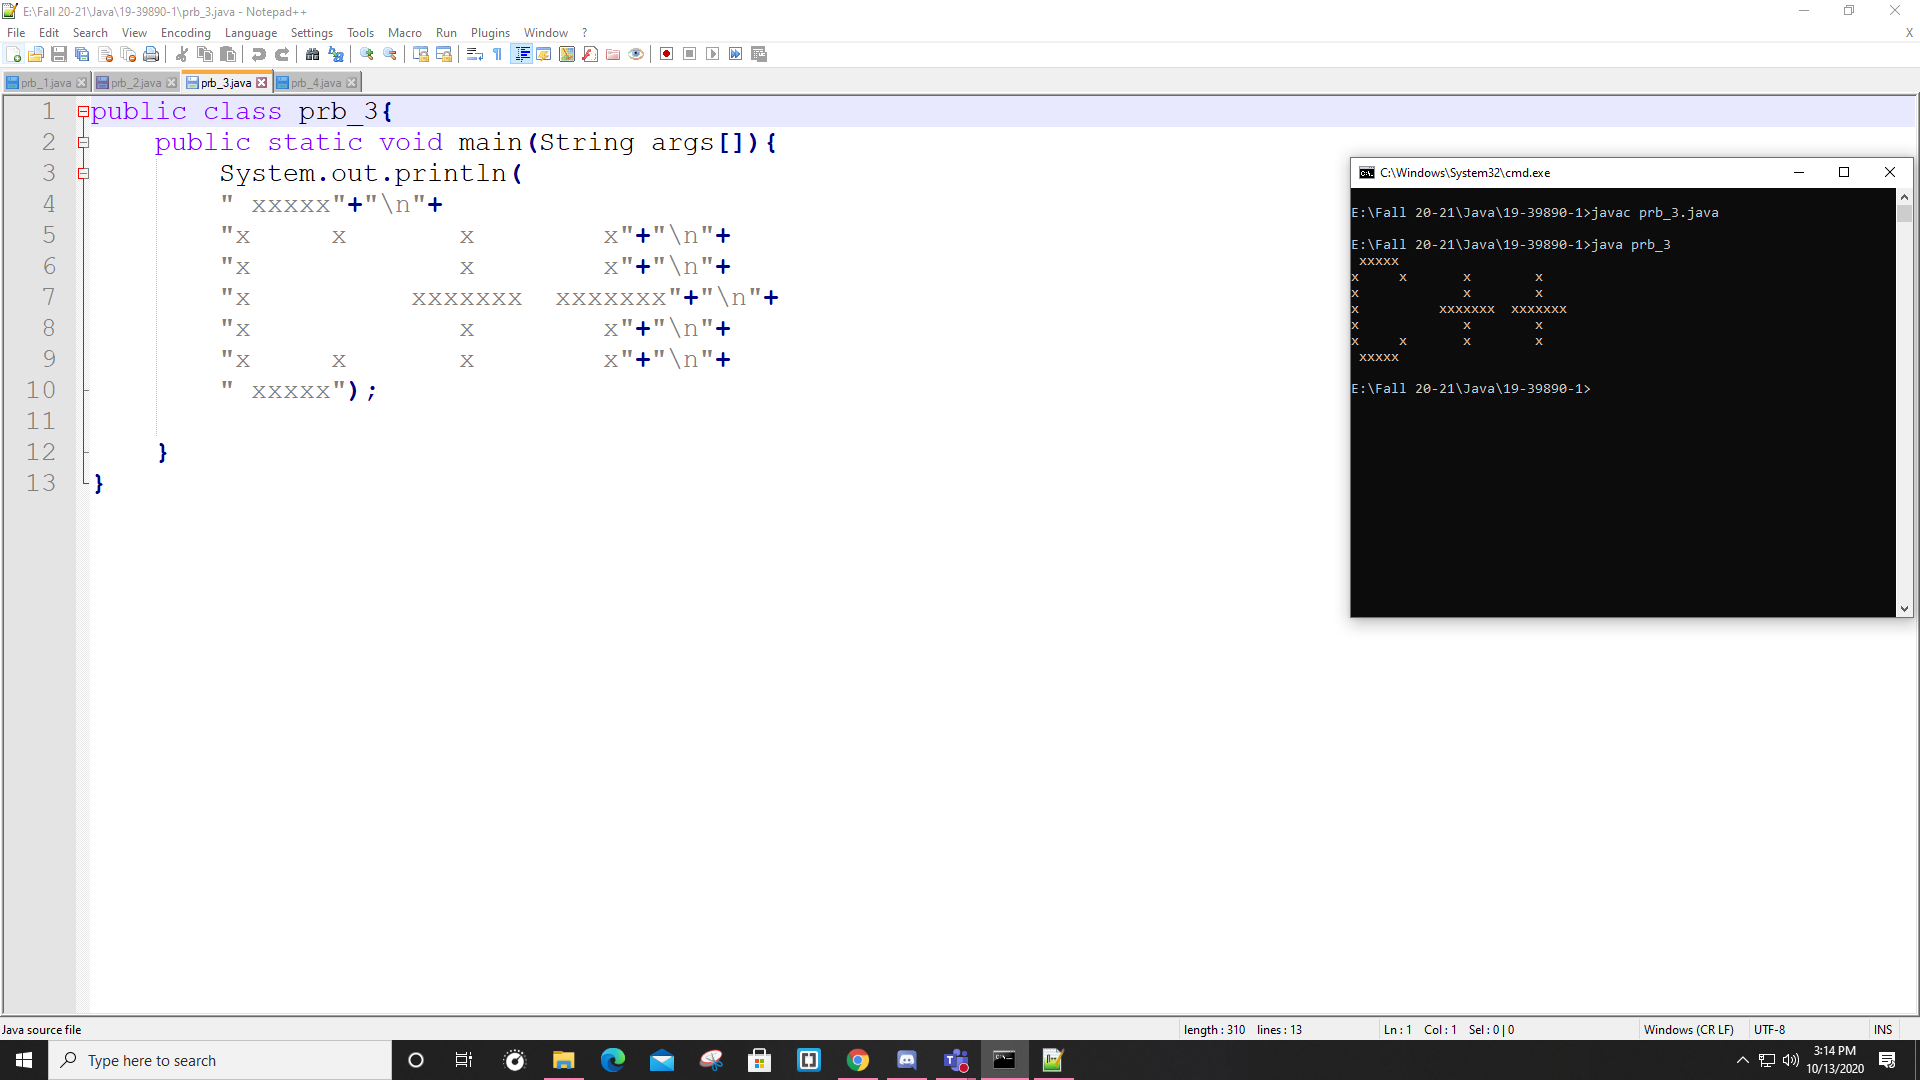 E:\Fall 20-21\Java\19-39890-1\prb_3.java - Notepad++
File Edit Search View Encoding Language Settings Tools Macro Run Plugins Window ? X
prb_1.java prb_2.java prb_3.java prb_4.java
1 public class prb_3{
2     public static void main(String args[]){
3         System.out.println(
4         " xxxxx"+"\n"+
5         "x     x       x        x"+"\n"+
6         "x             x        x"+"\n"+
7         "x          xxxxxxx  xxxxxxx"+"\n"+
8         "x             x        x"+"\n"+
9         "x     x       x        x"+"\n"+
10         " xxxxx");
11
12     }
13 }
C:\Windows\System32\cmd.exe
E:\Fall 20-21\Java\19-39890-1>javac prb_3.java
E:\Fall 20-21\Java\19-39890-1>java prb_3
 xxxxx
x     x       x        x
x             x        x
x          xxxxxxx  xxxxxxx
x             x        x
x     x       x        x
 xxxxx
E:\Fall 20-21\Java\19-39890-1>
Java source file length : 310 lines : 13 Ln : 1 Col : 1 Sel : 0 | 0 Windows (CR LF) UTF-8 INS
Type here to search
3:14 PM
10/13/2020